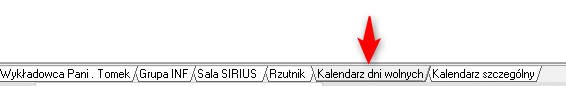 Wykładowca Pani . Tomek Grupa INF Sala SIRIUS Rzutnik Kalendarz dni wolnych Kalendarz szczególny